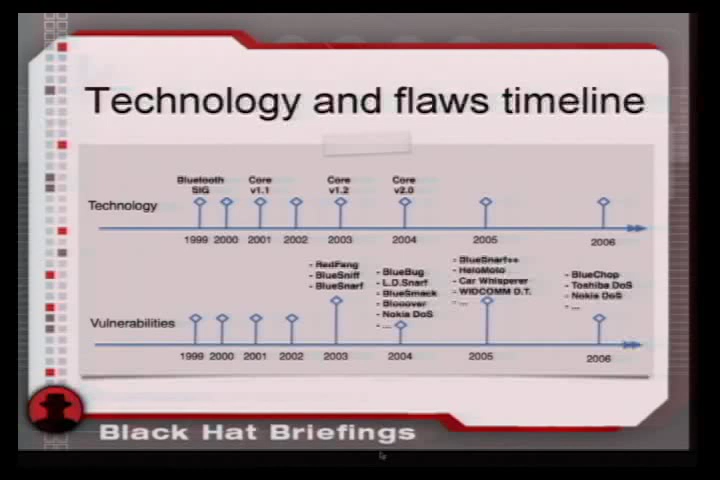 Technology and flaws timeline
Bluetooth SIG
Core v1.1
Core v1.2
Core v2.0
Technology
1999 2000 2001 2002 2003 2004 2005 2006
- RedFang
- BlueSniff
- BlueSnarf
- BlueBug
- L.D.Snarf
- BlueSmack
- Blooover
- Nokia DoS
- ...
- BlueSnarf++
- HeloMoto
- Car Whisperer
- WIDCOMM D.T.
- ...
- BlueChop
- Toshiba DoS
- Nokia DoS
- ...
Vulnerabilities
1999 2000 2001 2002 2003 2004 2005 2006
Black Hat Briefings